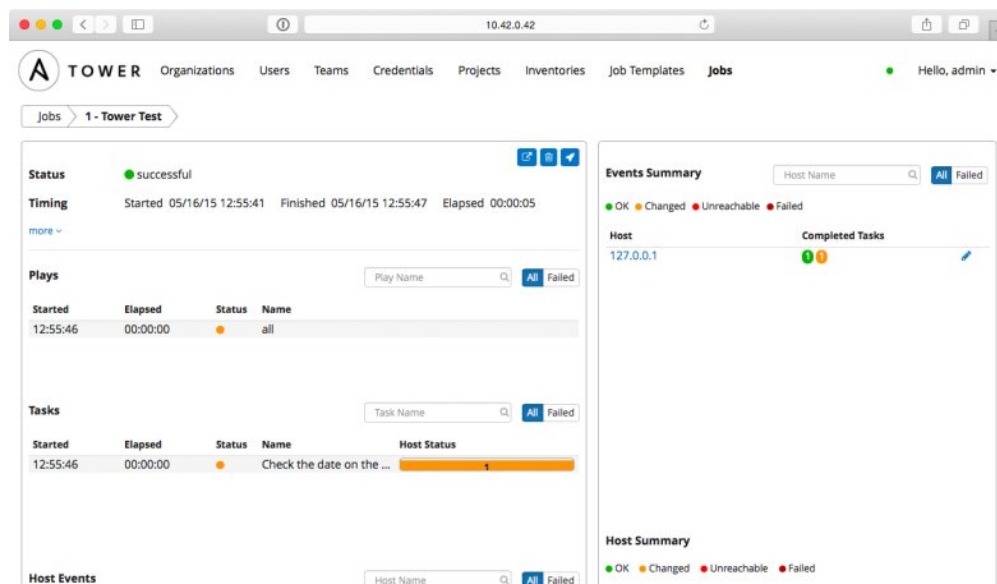 10.42.0.42
A TOWER Organizations Users Teams Credentials Projects Inventories Job Templates Jobs Hello, admin
Jobs 1 - Tower Test
Status successful
Timing Started 05/16/15 12:55:41 Finished 05/16/15 12:55:47 Elapsed 00:00:05
more
Plays Play Name All Failed
Started Elapsed Status Name
12:55:46 00:00:00 all
Tasks Task Name All Failed
Started Elapsed Status Name Host Status
12:55:46 00:00:00 Check the date on the ... 1
Host Events Host Name All Failed
Events Summary Host Name All Failed
OK Changed Unreachable Failed
Host Completed Tasks
127.0.0.1 1 1
Host Summary
OK Changed Unreachable Failed